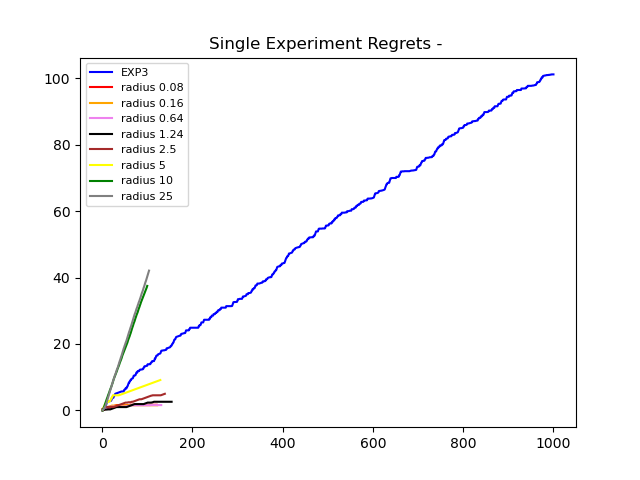 Single Experiment Regrets -
EXP3
radius 0.08
radius 0.16
radius 0.64
radius 1.24
radius 2.5
radius 5
radius 10
radius 25
100
80
60
40
20
0
0 200 400 600 800 1000